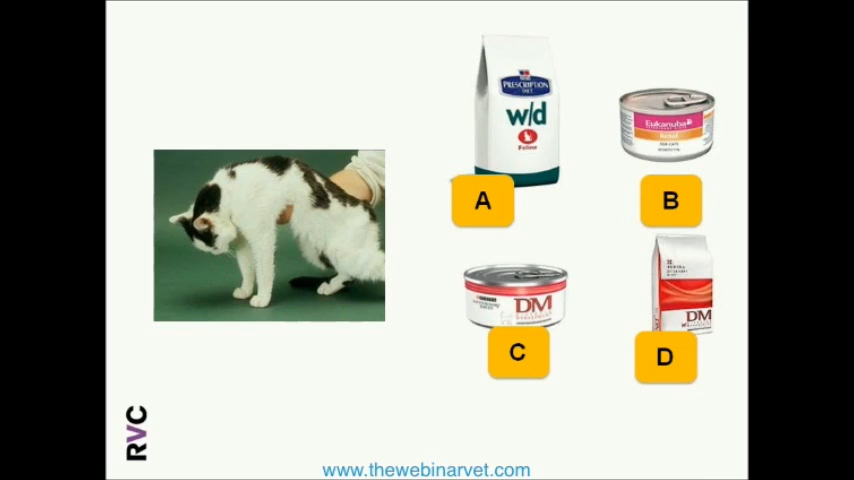 PRESCRIPTION
DIET
w/d
Feline
A
Eukanuba
Renal
FOR CATS
B
DM
C
DM
D
RVC
www.thewebinarvet.com